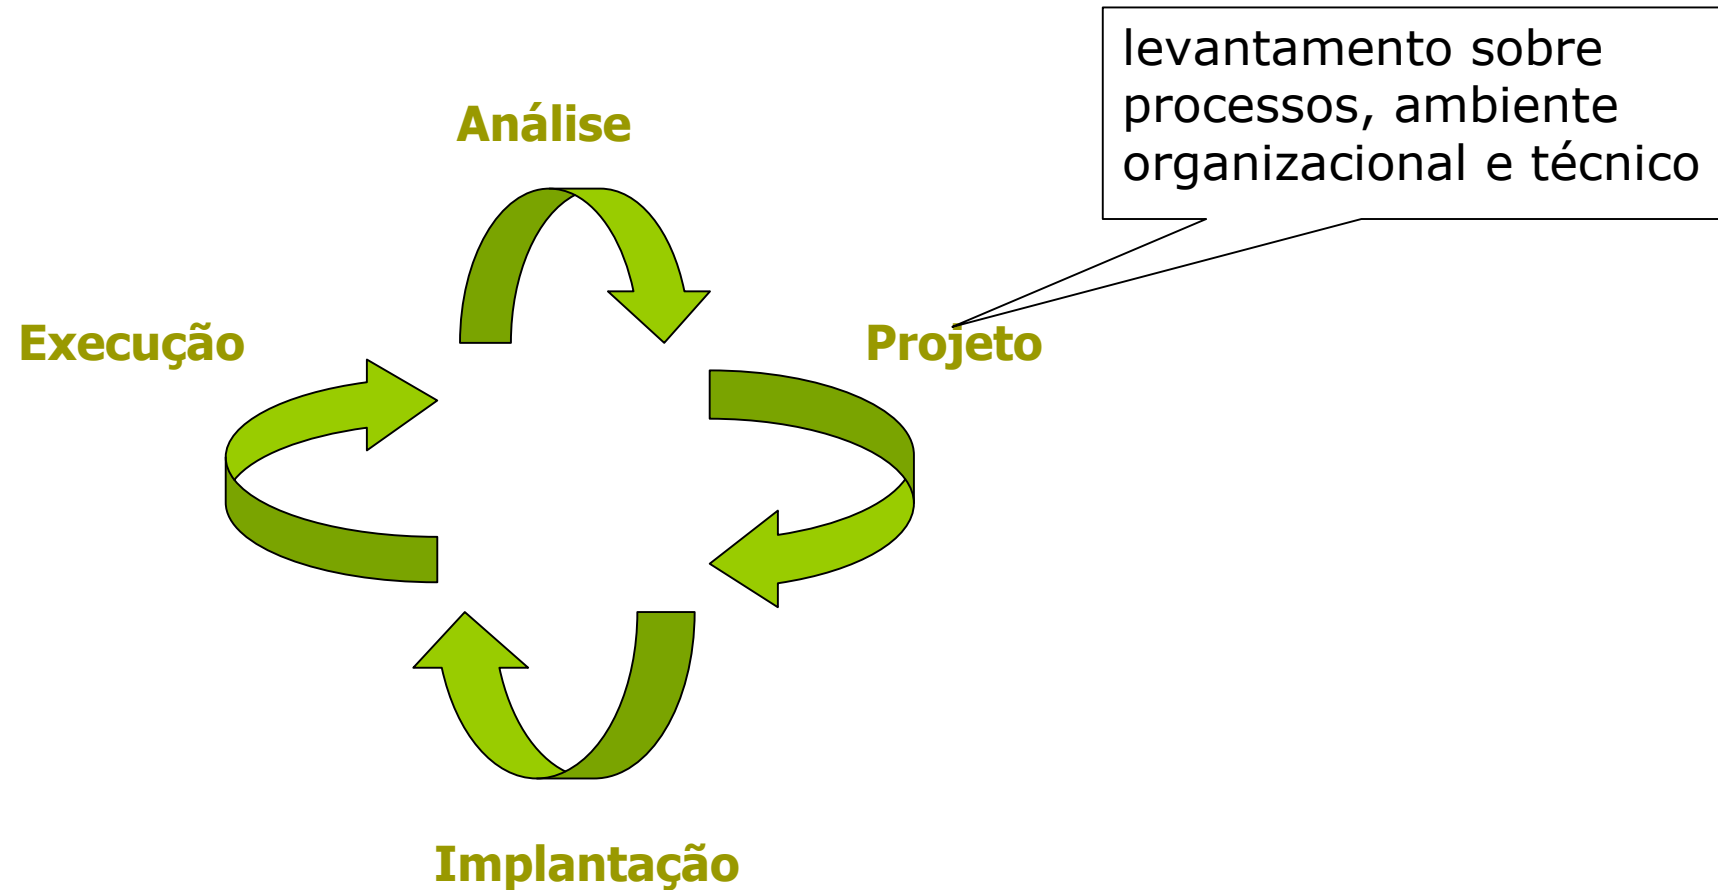 levantamento sobre
processos, ambiente
organizacional e técnico
Análise
Execução
Projeto
Implantação